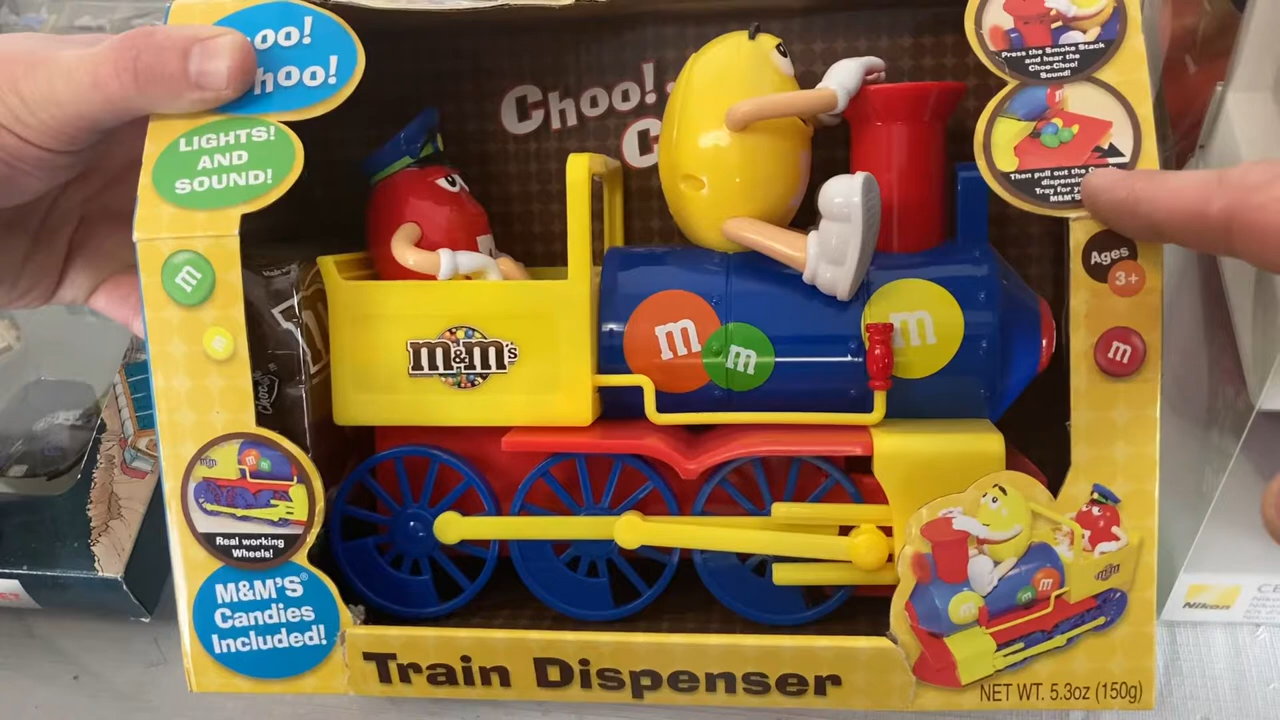 oo!
hoo!
LIGHTS!
AND
SOUND!
m
m
Choo!
C
Press the Smoke Stack
and hear the
Choo-Choo!
Sound!
Then pull out the
dispensing
Tray for
M&M'S
Ages
3+
m
m&m's
m
m
m
Real working
Wheels!
M&M'S®
Candies
Included!
Train Dispenser
NET WT. 5.3oz (150g)
Nikon